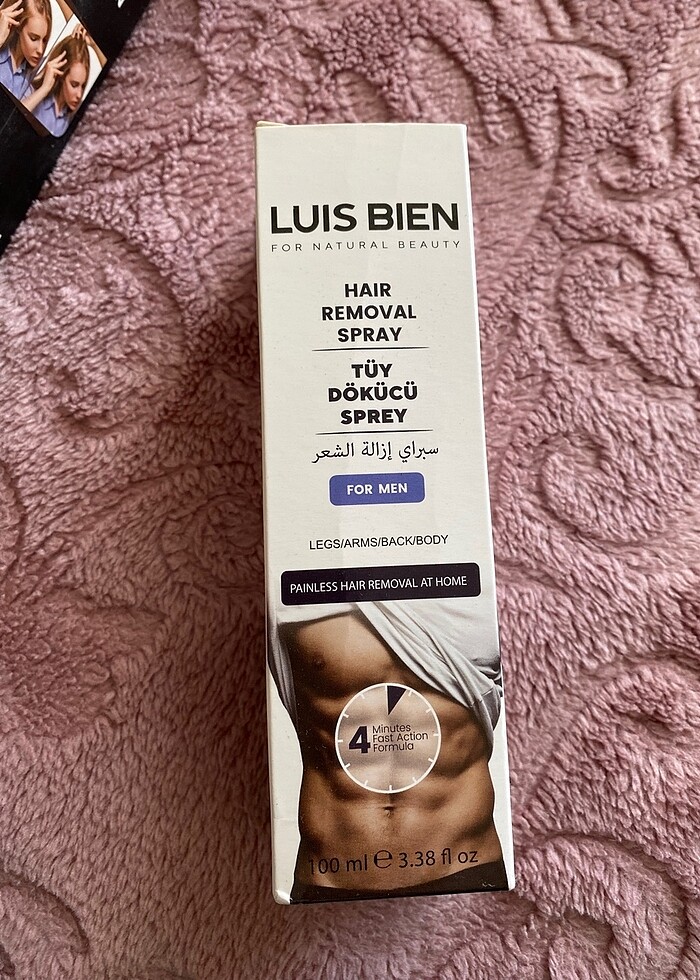 LUIS BIEN
FOR NATURAL BEAUTY
HAIR
REMOVAL
SPRAY
TÜY
DÖKÜCÜ
SPREY
سبراي إزالة الشعر
FOR MEN
LEGS/ARMS/BACK/BODY
PAINLESS HAIR REMOVAL AT HOME
4 Minutes
Fast Action
Formula
100 ml ℮ 3.38 fl oz